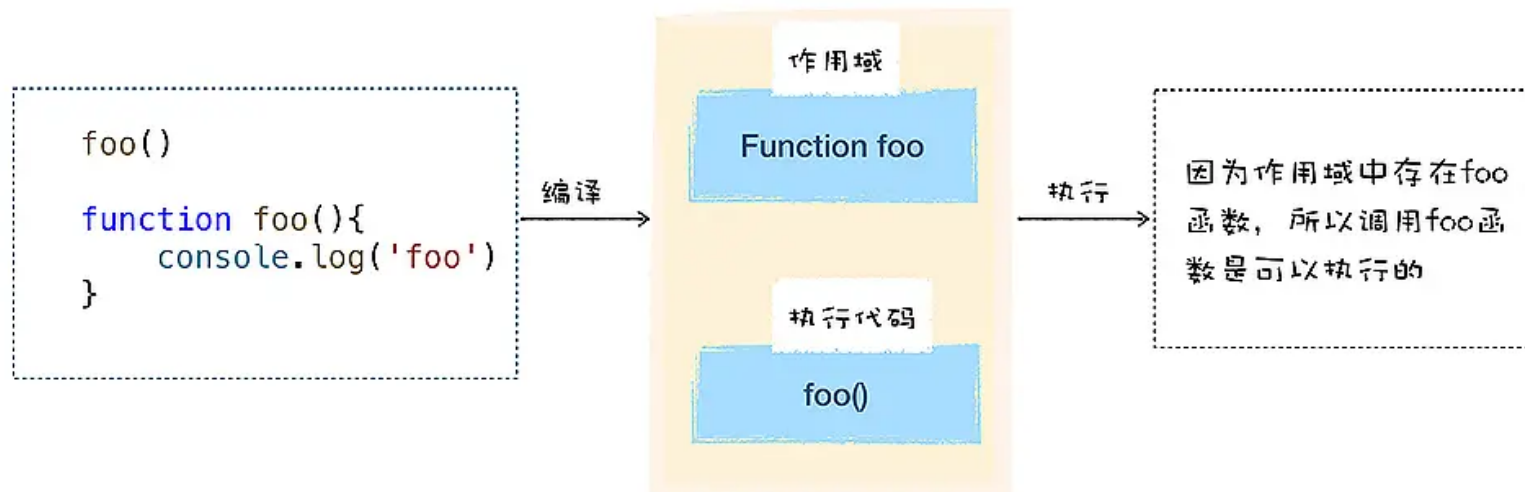 foo()
function foo(){
    console.log('foo')
}
编译
作用域
Function foo
执行代码
foo()
执行
因为作用域中存在foo
函数，所以调用foo函
数是可以执行的